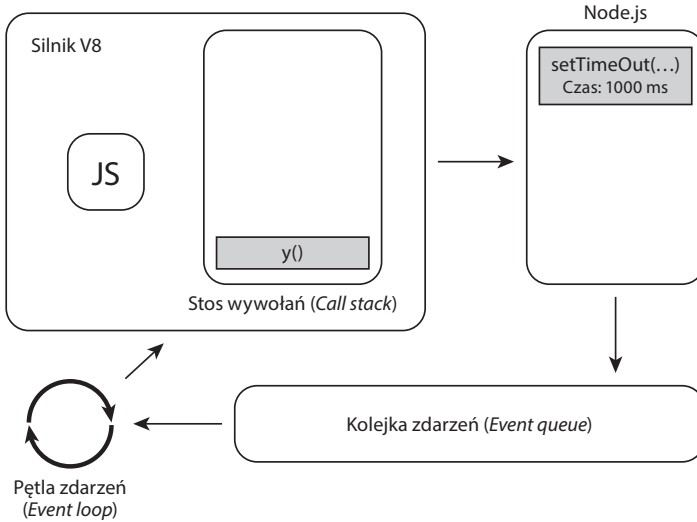 Node.js
Silnik V8
setTimeOut(…)
Czas: 1000 ms
JS
y()
Stos wywołań (Call stack)
Kolejka zdarzeń (Event queue)
Pętla zdarzeń
(Event loop)